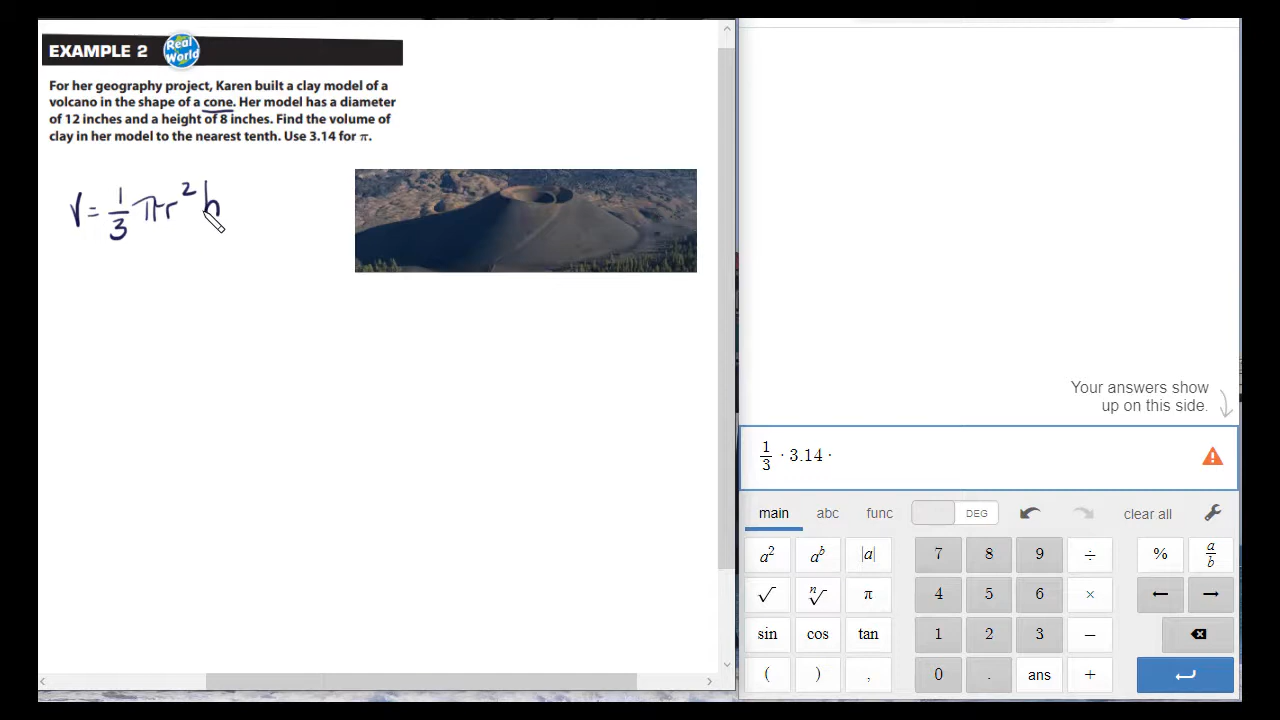 EXAMPLE 2 Real World
For her geography project, Karen built a clay model of a
volcano in the shape of a cone. Her model has a diameter
of 12 inches and a height of 8 inches. Find the volume of
clay in her model to the nearest tenth. Use 3.14 for π.
V = 1/3 πr² h
Your answers show
up on this side.
1/3 · 3.14 ·
main abc func DEG clear all
a² aᵇ |a| 7 8 9 ÷ % a/b
√ ⁿ√ π 4 5 6 × ← →
sin cos tan 1 2 3 −
( ) , 0 . ans +